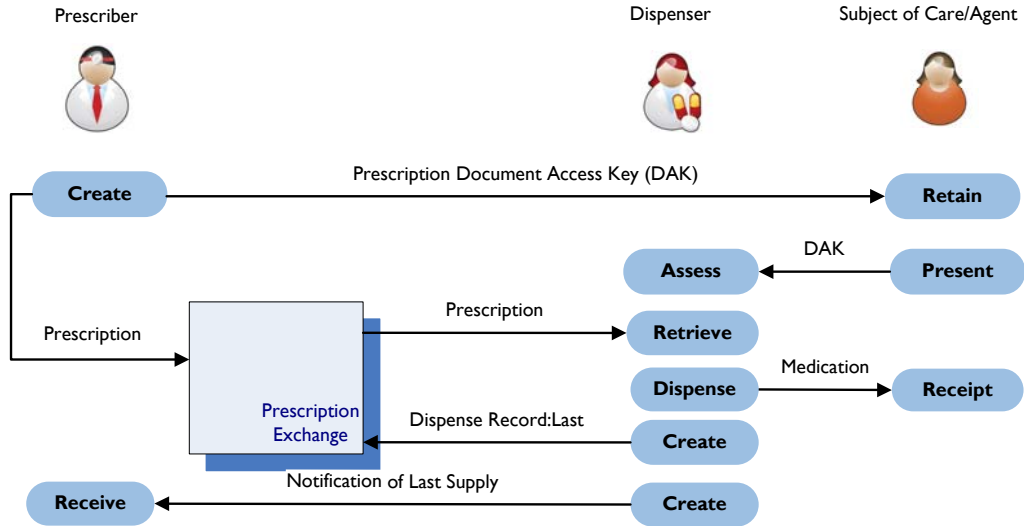 Prescriber
Dispenser
Subject of Care/Agent
Prescription Document Access Key (DAK)
Create
Retain
DAK
Assess
Present
Prescription
Prescription
Retrieve
Medication
Dispense
Receipt
Prescription
Exchange
Dispense Record:Last
Create
Notification of Last Supply
Receive
Create